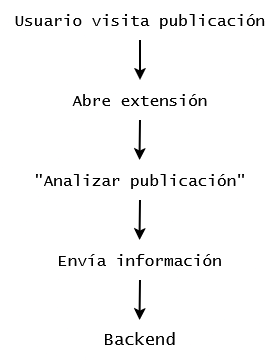 Usuario visita publicación
Abre extensión
"Analizar publicación"
Envía información
Backend